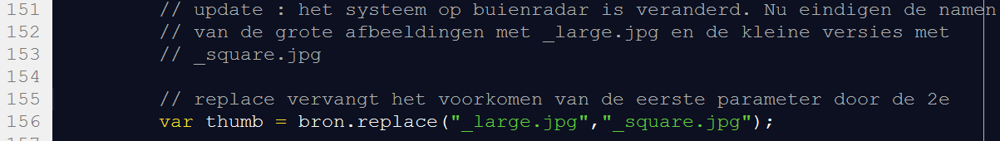 151 // update : het systeem op buienradar is veranderd. Nu eindigen de namen
152 // van de grote afbeeldingen met _large.jpg en de kleine versies met
153 // _square.jpg
154
155 // replace vervangt het voorkomen van de eerste parameter door de 2e
156 var thumb = bron.replace("_large.jpg","_square.jpg");